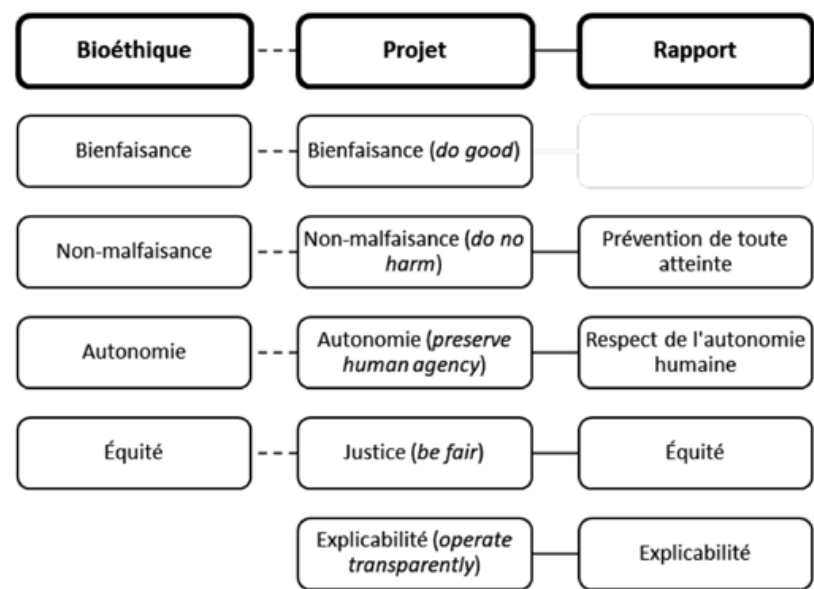 Bioéthique
Projet
Rapport
Bienfaisance
Bienfaisance (do good)
Non-malfaisance
Non-malfaisance (do no
harm)
Prévention de toute
atteinte
Autonomie
Autonomie (preserve
human agency)
Respect de l'autonomie
humaine
Équité
Justice (be fair)
Équité
Explicabilité (operate
transparently)
Explicabilité